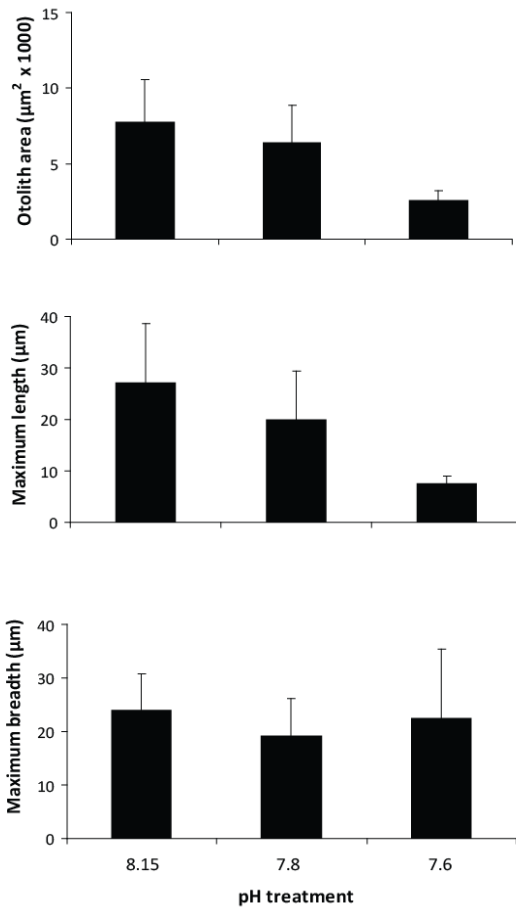 Otolith area (µm² x 1000)
15
10
5
0
Maximum length (µm)
40
30
20
10
0
Maximum breadth (µm)
40
30
20
10
0
8.15 7.8 7.6
pH treatment